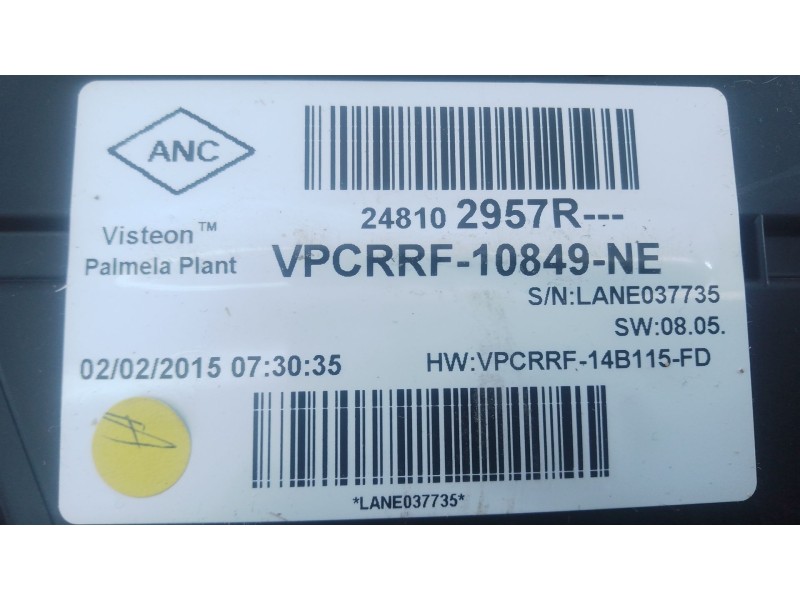 ANC
Visteon™
Palmela Plant
24810 2957R---
VPCRRF-10849-NE
S/N:LANE037735
SW:08.05.
02/02/2015 07:30:35
HW:VPCRRF-14B115-FD
*LANE037735*